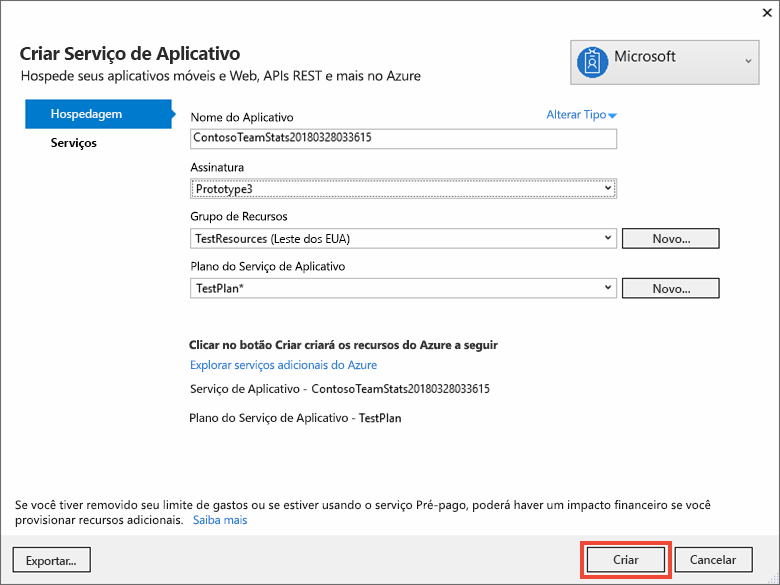 Criar Serviço de Aplicativo
Hospede seus aplicativos móveis e Web, APIs REST e mais no Azure
Microsoft
Hospedagem
Serviços
Nome do Aplicativo
Alterar Tipo
ContosoTeamStats20180328033615
Assinatura
Prototype3
Grupo de Recursos
TestResources (Leste dos EUA)
Novo...
Plano do Serviço de Aplicativo
TestPlan*
Novo...
Clicar no botão Criar criará os recursos do Azure a seguir
Explorar serviços adicionais do Azure
Serviço de Aplicativo - ContosoTeamStats20180328033615
Plano do Serviço de Aplicativo - TestPlan
Se você tiver removido seu limite de gastos ou se estiver usando o serviço Pré-pago, poderá haver um impacto financeiro se você
provisionar recursos adicionais. Saiba mais
Exportar...
Criar
Cancelar